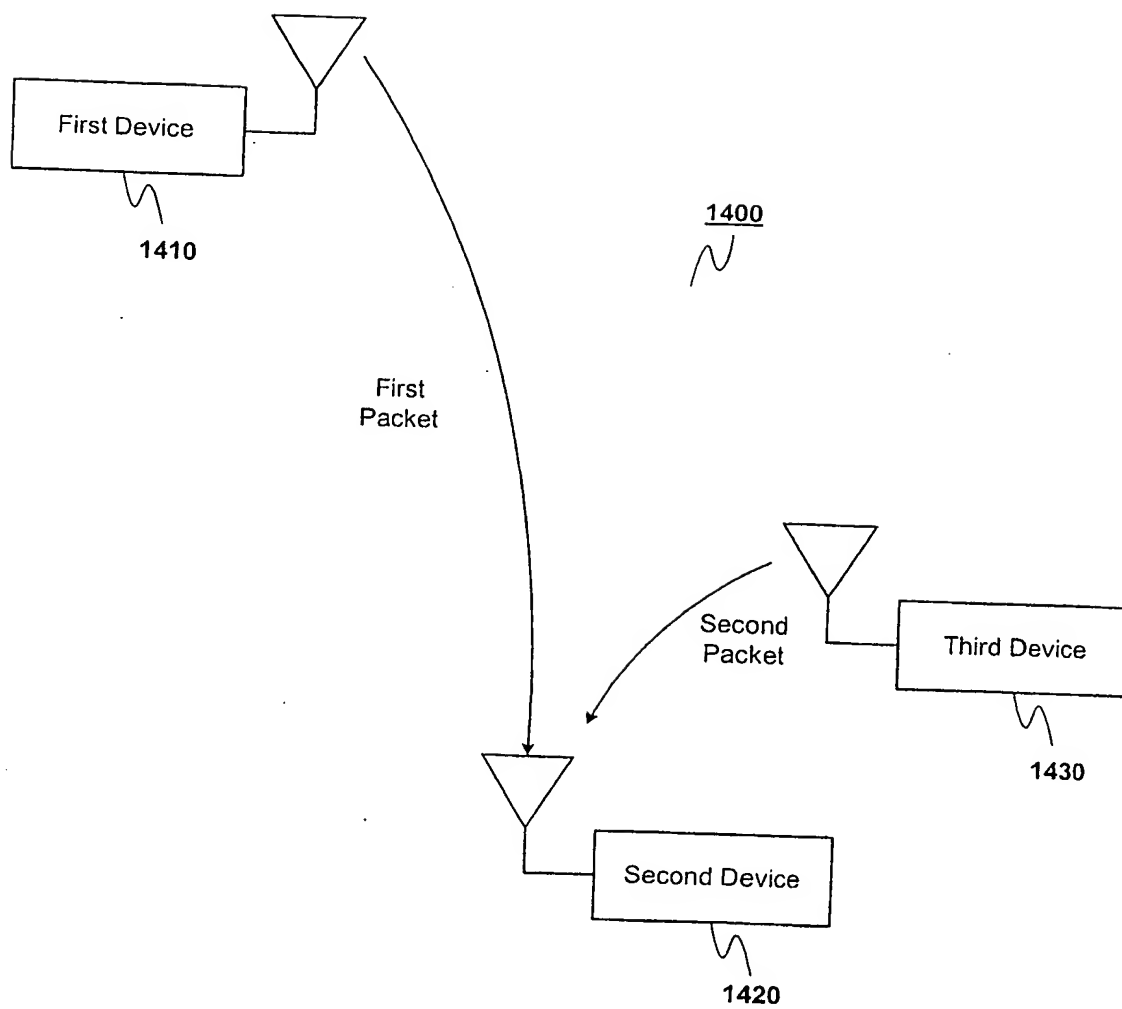 First Device
1410
1400
First
Packet
Second
Packet
Third Device
1430
Second Device
1420